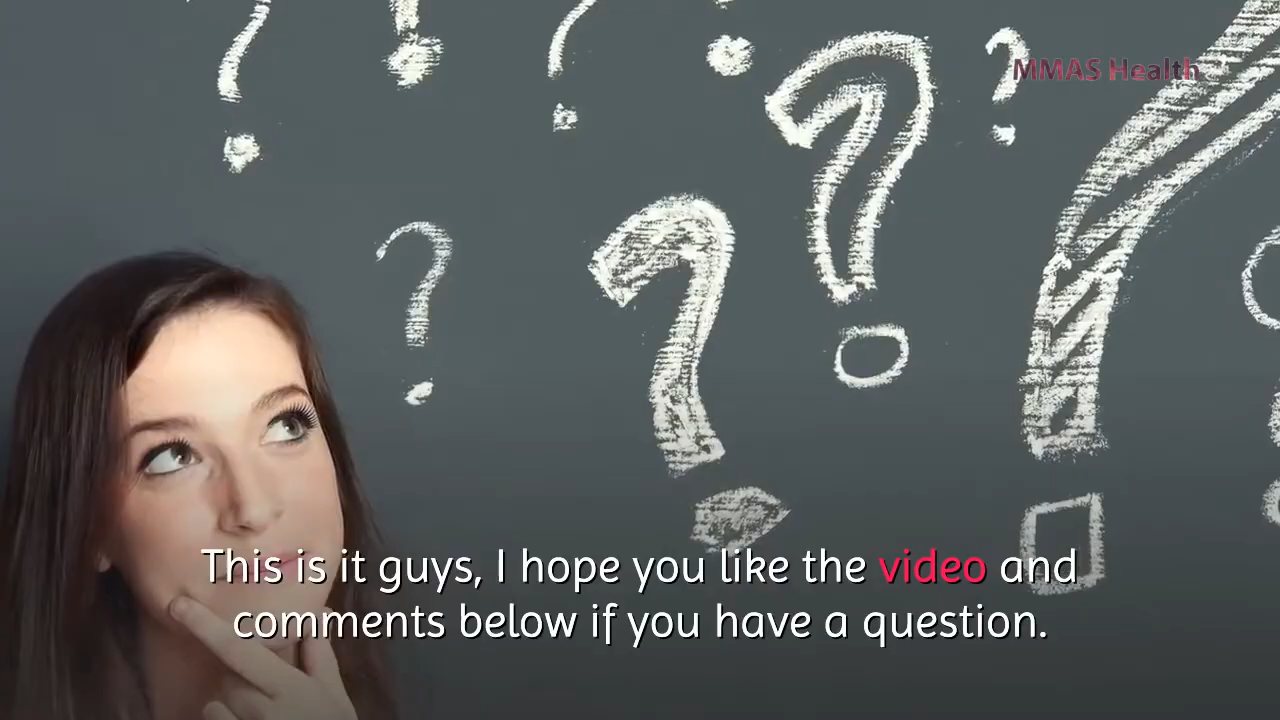 MMAS Health
This is it guys, I hope you like the video and
comments below if you have a question.